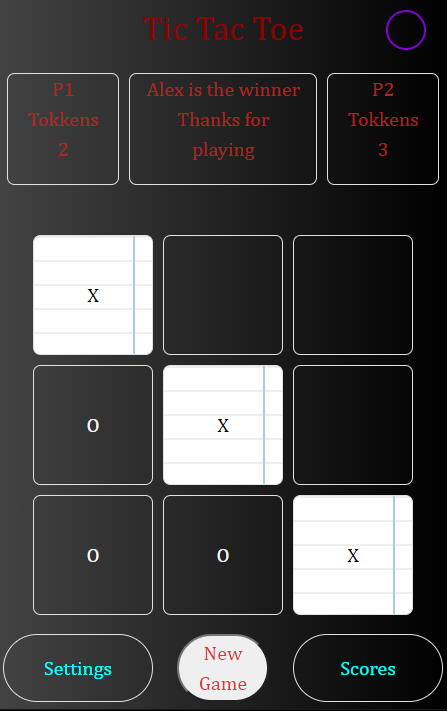 Tic Tac Toe
P1
Tokkens
2
Alex is the winner
Thanks for
playing
P2
Tokkens
3
X
O X
O O X
Settings
New
Game
Scores